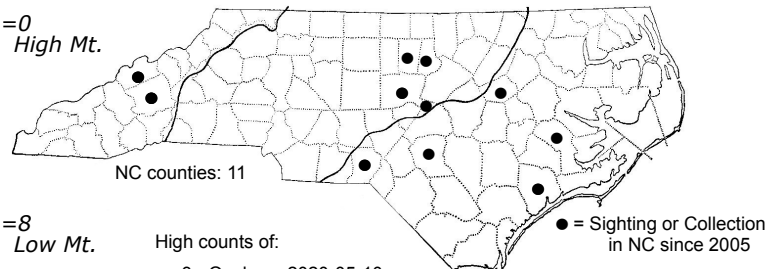 =0
High Mt.
NC counties: 11
=8
Low Mt.
High counts of:
● = Sighting or Collection
in NC since 2005